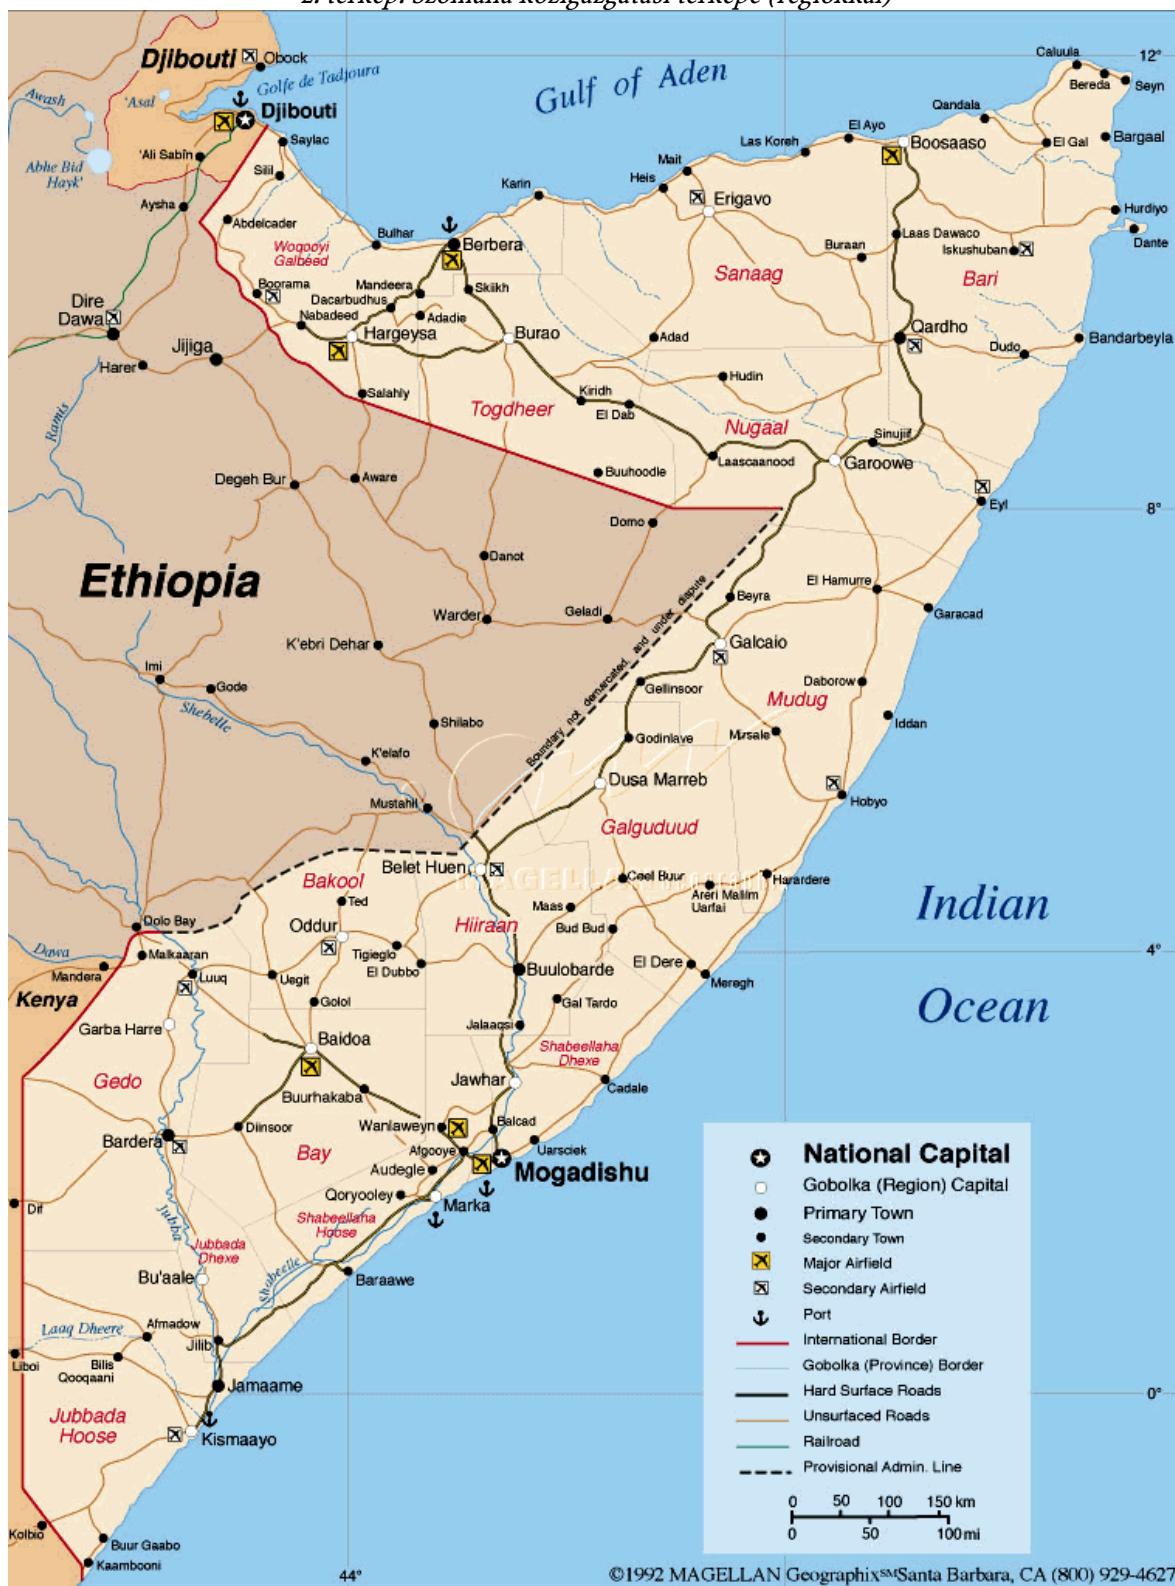 2. térkép. Szomália közigazgatási térképe (régiókkal)
Djibouti
Obock
Golfe de Tadjoura
'Asal
Awash
Djibouti
Abhe Bid
Hayk'
'Ali Sabîn
Aysha
Saylac
Silil
Abdelcader
Woqooyi
Galbeed
Bulhar
Berbera
Karin
Gulf of Aden
Caluula
Bereda
Seyn
12°
Qandala
El Ayo
Las Koreh
Boosaaso
El Gal
Bargaal
Mait
Heis
Erigavo
Hurdiyo
Dante
Laas Dawaco
Iskushuban
Buraan
Sanaag
Bari
Boorama
Mandeera
Dacarbudhus
Nabadeed
Adadie
Skiikh
Hargeysa
Burao
Adad
Qardho
Dudo
Bandarbeyla
Dire
Dawa
Jijiga
Harer
Ramis
Salahly
Togdheer
Kiridh
El Dab
Hudin
Nugaal
Sinujiif
Laascaanood
Garoowe
Buuhoodle
Eyl
Degeh Bur
Aware
Domo
8°
Danot
Ethiopia
Warder
Geladi
Boundary not demarcated, and under dispute
Beyra
El Hamurre
Garacad
K'ebri Dehar
Galcaio
Imi
Gode
Shebelle
Gellinsoor
Daborow
Mudug
Iddan
Shilabo
Godinlave
Mirsale
K'elafo
Dusa Marreb
Mustahil
Hobyo
Galguduud
Belet Huen
MAGELLAN Geographix
Bakool
Ted
Ceel Buur
Areri Mallim
Uarfai
Harardere
Indian
Ocean
Dolo Bay
Oddur
Hiiraan
Maas
Bud Bud
Dawa
Mandera
Malkaaran
Luuq
Uegit
Tigieglo
El Dubbo
Buulobarde
El Dere
Meregh
4°
Kenya
Golol
Gal Tardo
Garba Harre
Baidoa
Jalaaqsi
Shabeellaha
Dhexe
Gedo
Buurhakaba
Jawhar
Cadale
Bardera
Diinsoor
Wanlaweyn
Balcad
Bay
Afgooye
Uarsciek
Audegle
Mogadishu
Qoryooley
Marka
Dif
Jubba
Shabeellaha
Hoose
Jubbada
Dhexe
Bu'aale
Shabeelle
Baraawe
Laaq Dheere
Afmadow
Jilib
Liboi
Bilis
Qooqaani
Jamaame
0°
Jubbada
Hoose
Kismaayo
Kolbio
Buur Gaabo
Kaambooni
44°
National Capital
Gobolka (Region) Capital
Primary Town
Secondary Town
Major Airfield
Secondary Airfield
Port
International Border
Gobolka (Province) Border
Hard Surface Roads
Unsurfaced Roads
Railroad
Provisional Admin. Line
0 50 100 150 km
0 50 100 mi
©1992 MAGELLAN Geographix℠Santa Barbara, CA (800) 929-4627